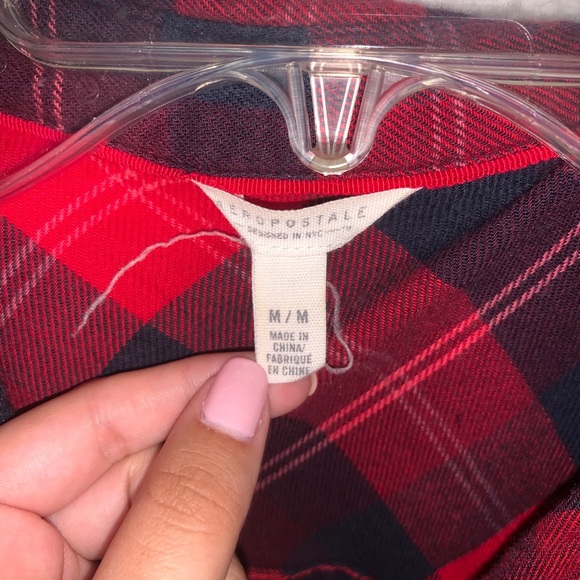 AEROPOSTALE
DESIGNED IN NYC
M / M
MADE IN
CHINA/
FABRIQUÉ
EN CHINE